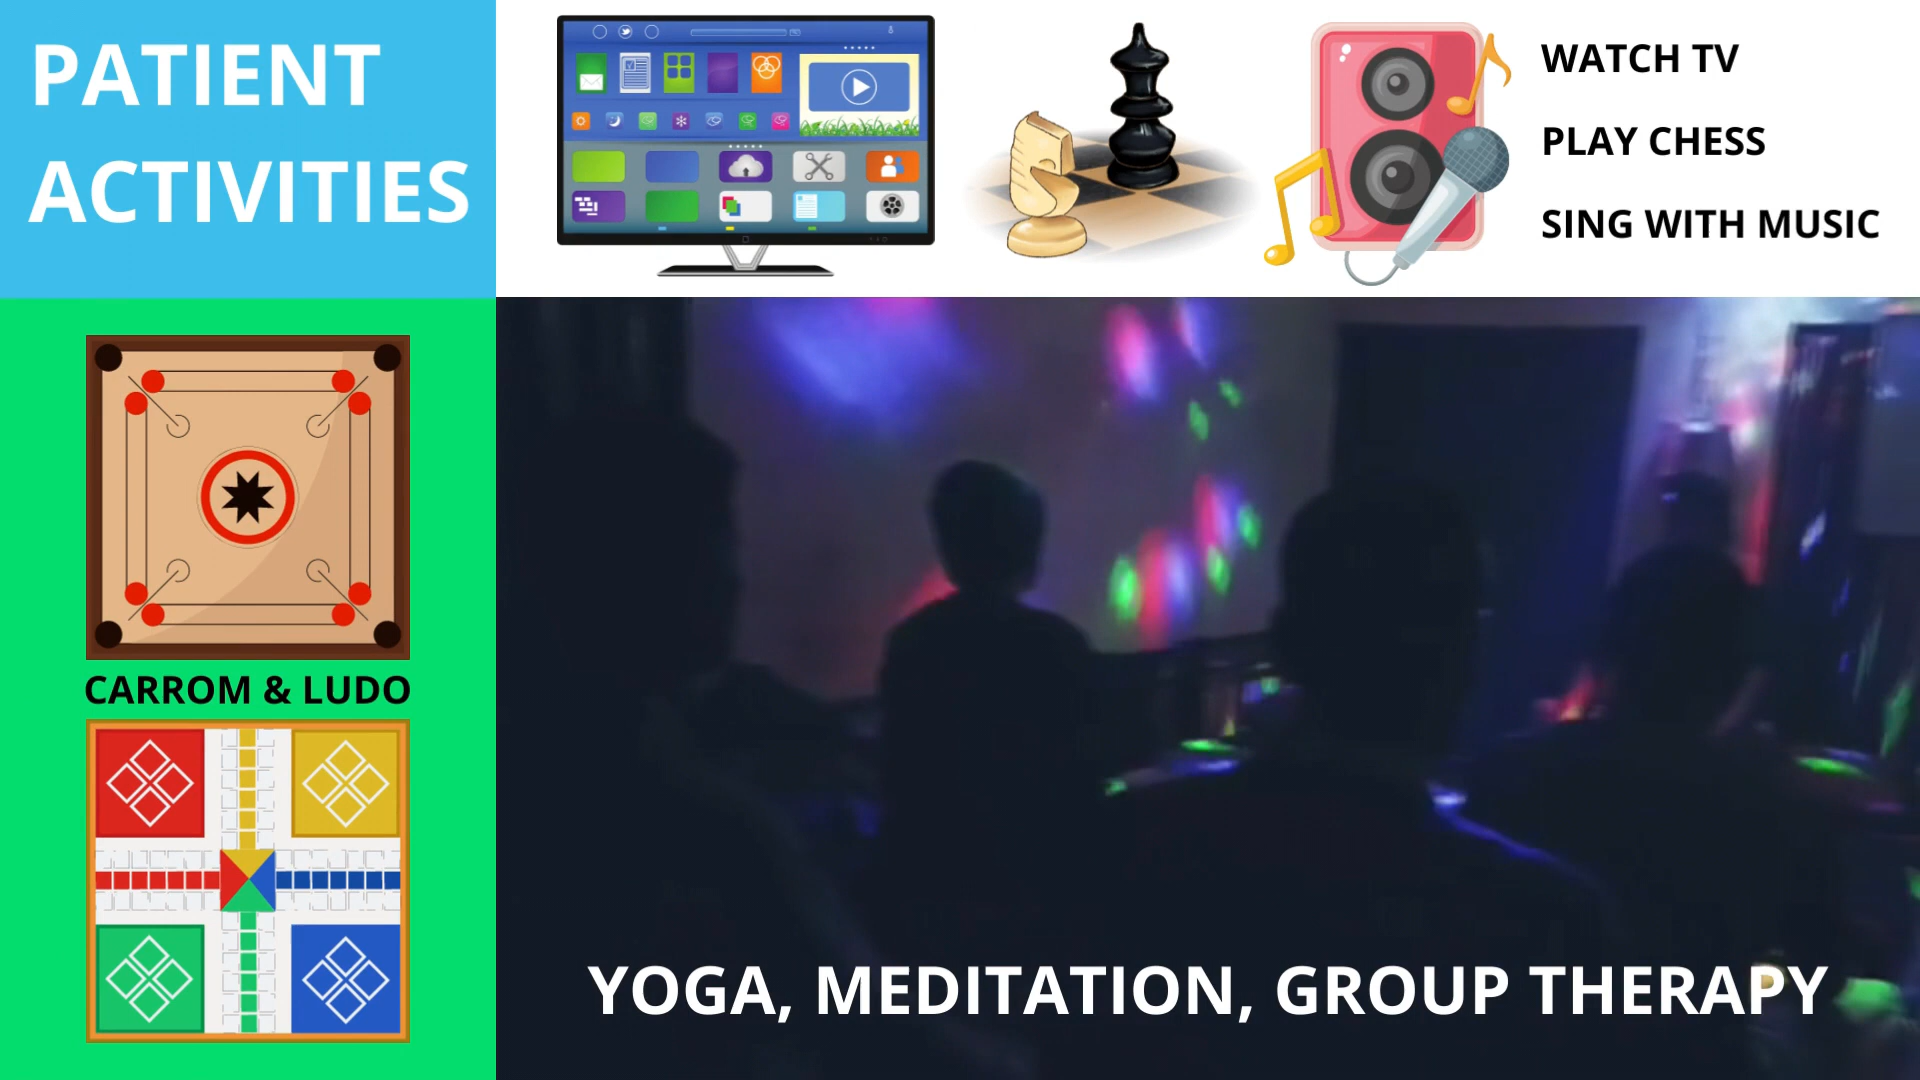 PATIENT
ACTIVITIES
WATCH TV
PLAY CHESS
SING WITH MUSIC
CARROM & LUDO
YOGA, MEDITATION, GROUP THERAPY